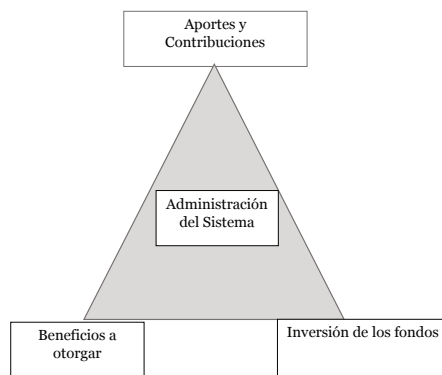 Aportes y
Contribuciones
Administración
del Sistema
Beneficios a
otorgar
Inversión de los fondos